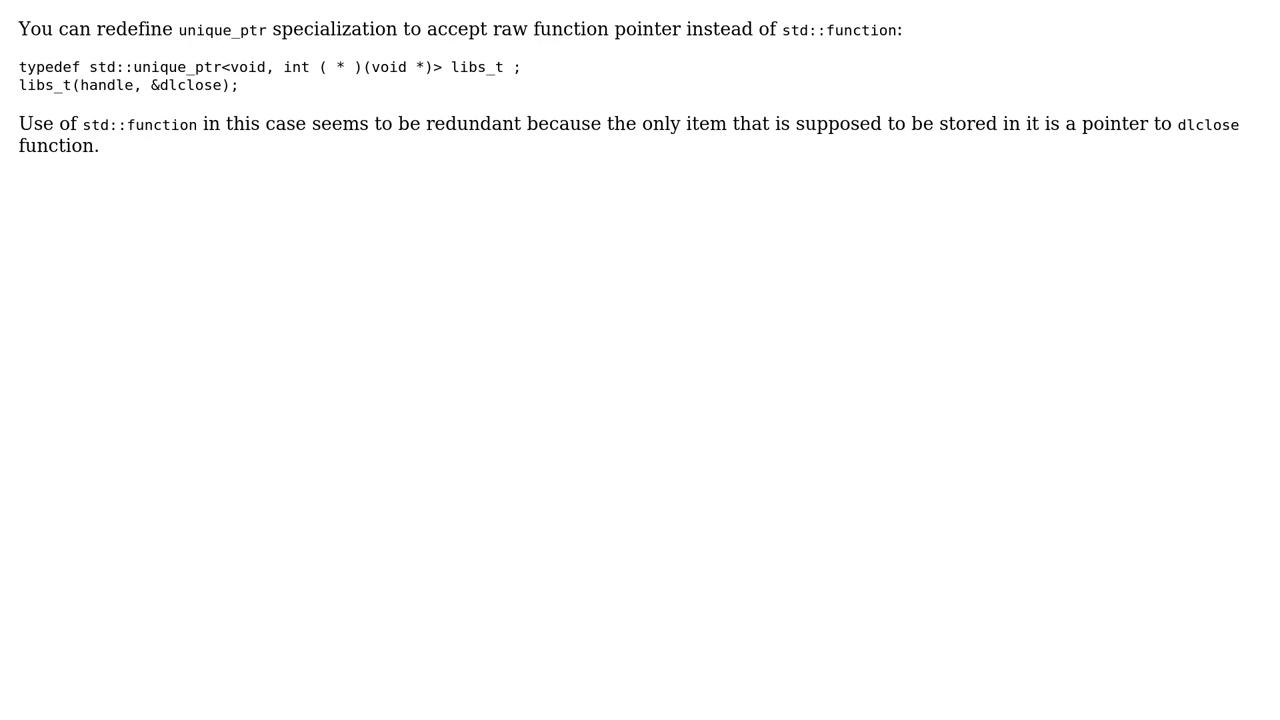 You can redefine unique_ptr specialization to accept raw function pointer instead of std::function:
typedef std::unique_ptr<void, int ( * )(void *)> libs_t ;
libs_t(handle, &dlclose);
Use of std::function in this case seems to be redundant because the only item that is supposed to be stored in it is a pointer to dlclose
function.